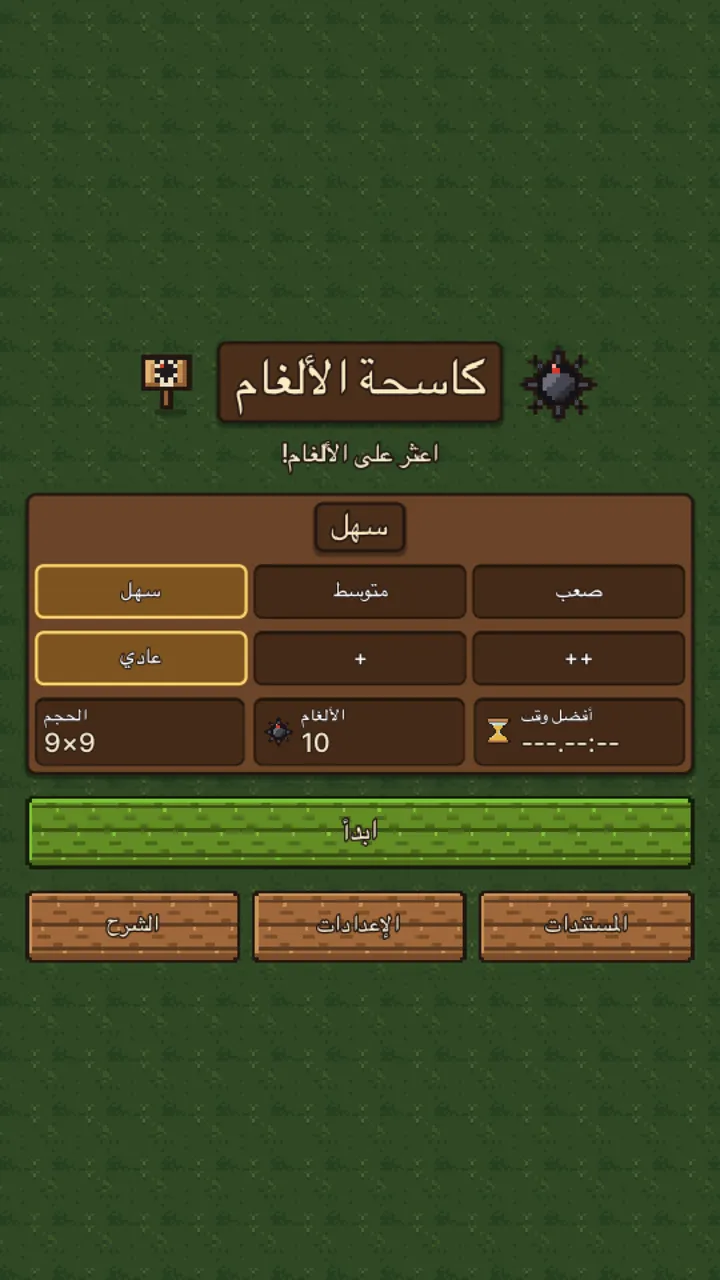 كاسحة الألغام
اعثر على الألغام!
سهل
سهل
متوسط
صعب
عادي
+
++
الحجم
9×9
الألغام
10
أفضل وقت
--:--.---
ابدأ
الشرح
الإعدادات
المستندات